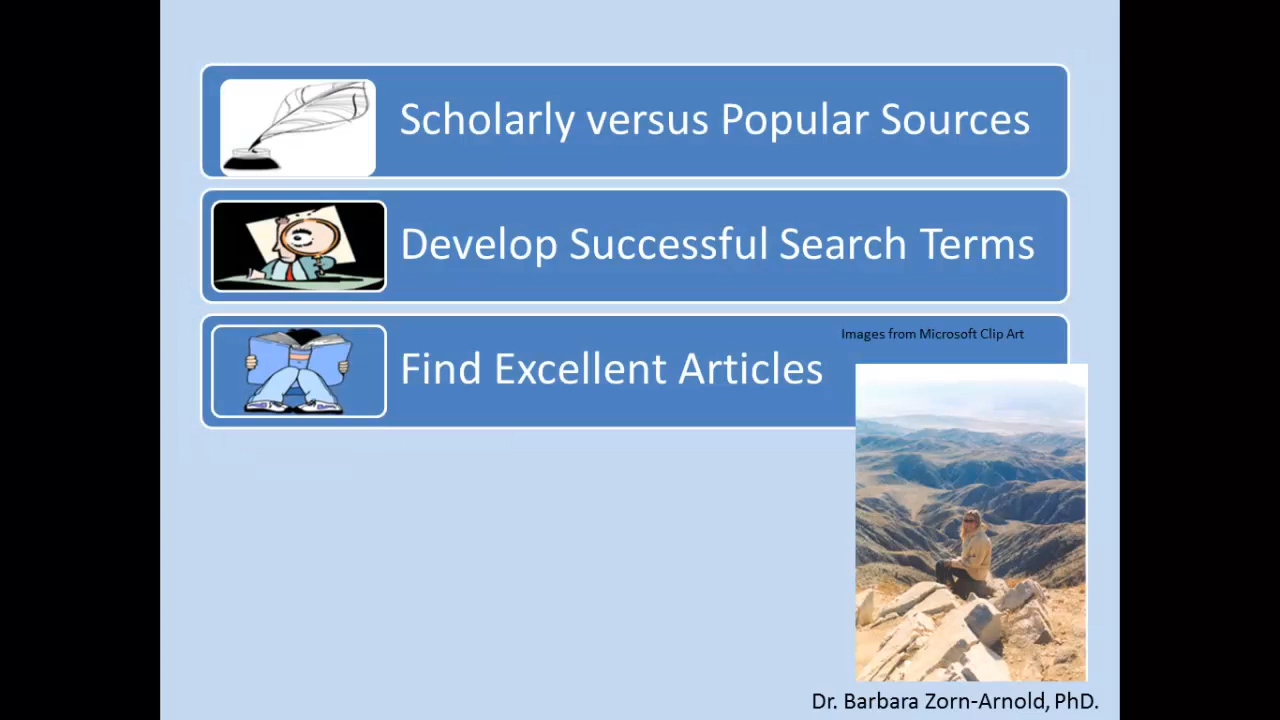 Scholarly versus Popular Sources
Develop Successful Search Terms
Images from Microsoft Clip Art
Find Excellent Articles
Dr. Barbara Zorn-Arnold, PhD.